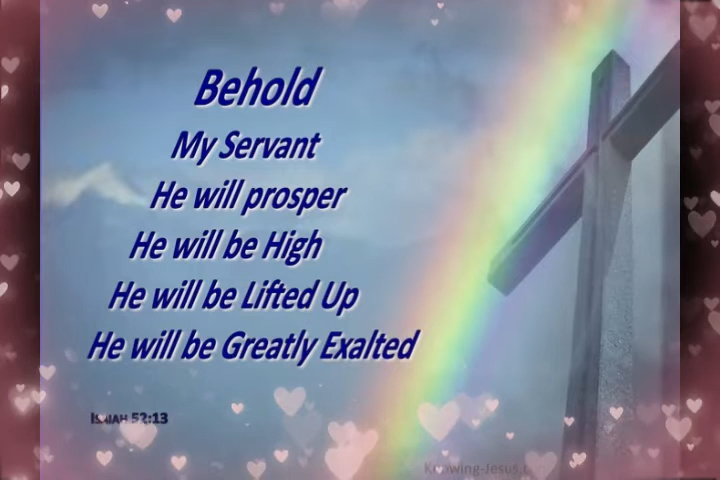 Behold
My Servant
He will prosper
He will be High
He will be Lifted Up
He will be Greatly Exalted
Isaiah 52:13